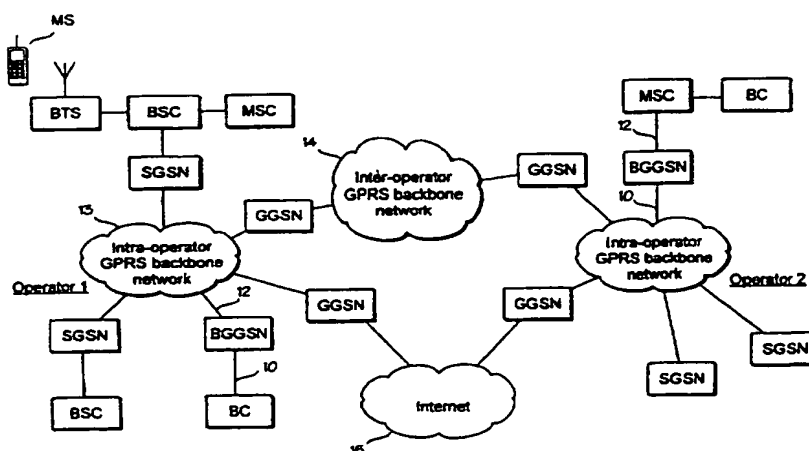 MS
BTS
BSC
MSC
SGSN
14
Inter-operator
GPRS backbone
network
GGSN
MSC
BC
12
BGGSN
10
13
Intra-operator
GPRS backbone
network
GGSN
Intra-operator
GPRS backbone
network
Operator 1
Operator 2
12
GGSN
GGSN
SGSN
BGGSN
SGSN
10
SGSN
BSC
BC
Internet